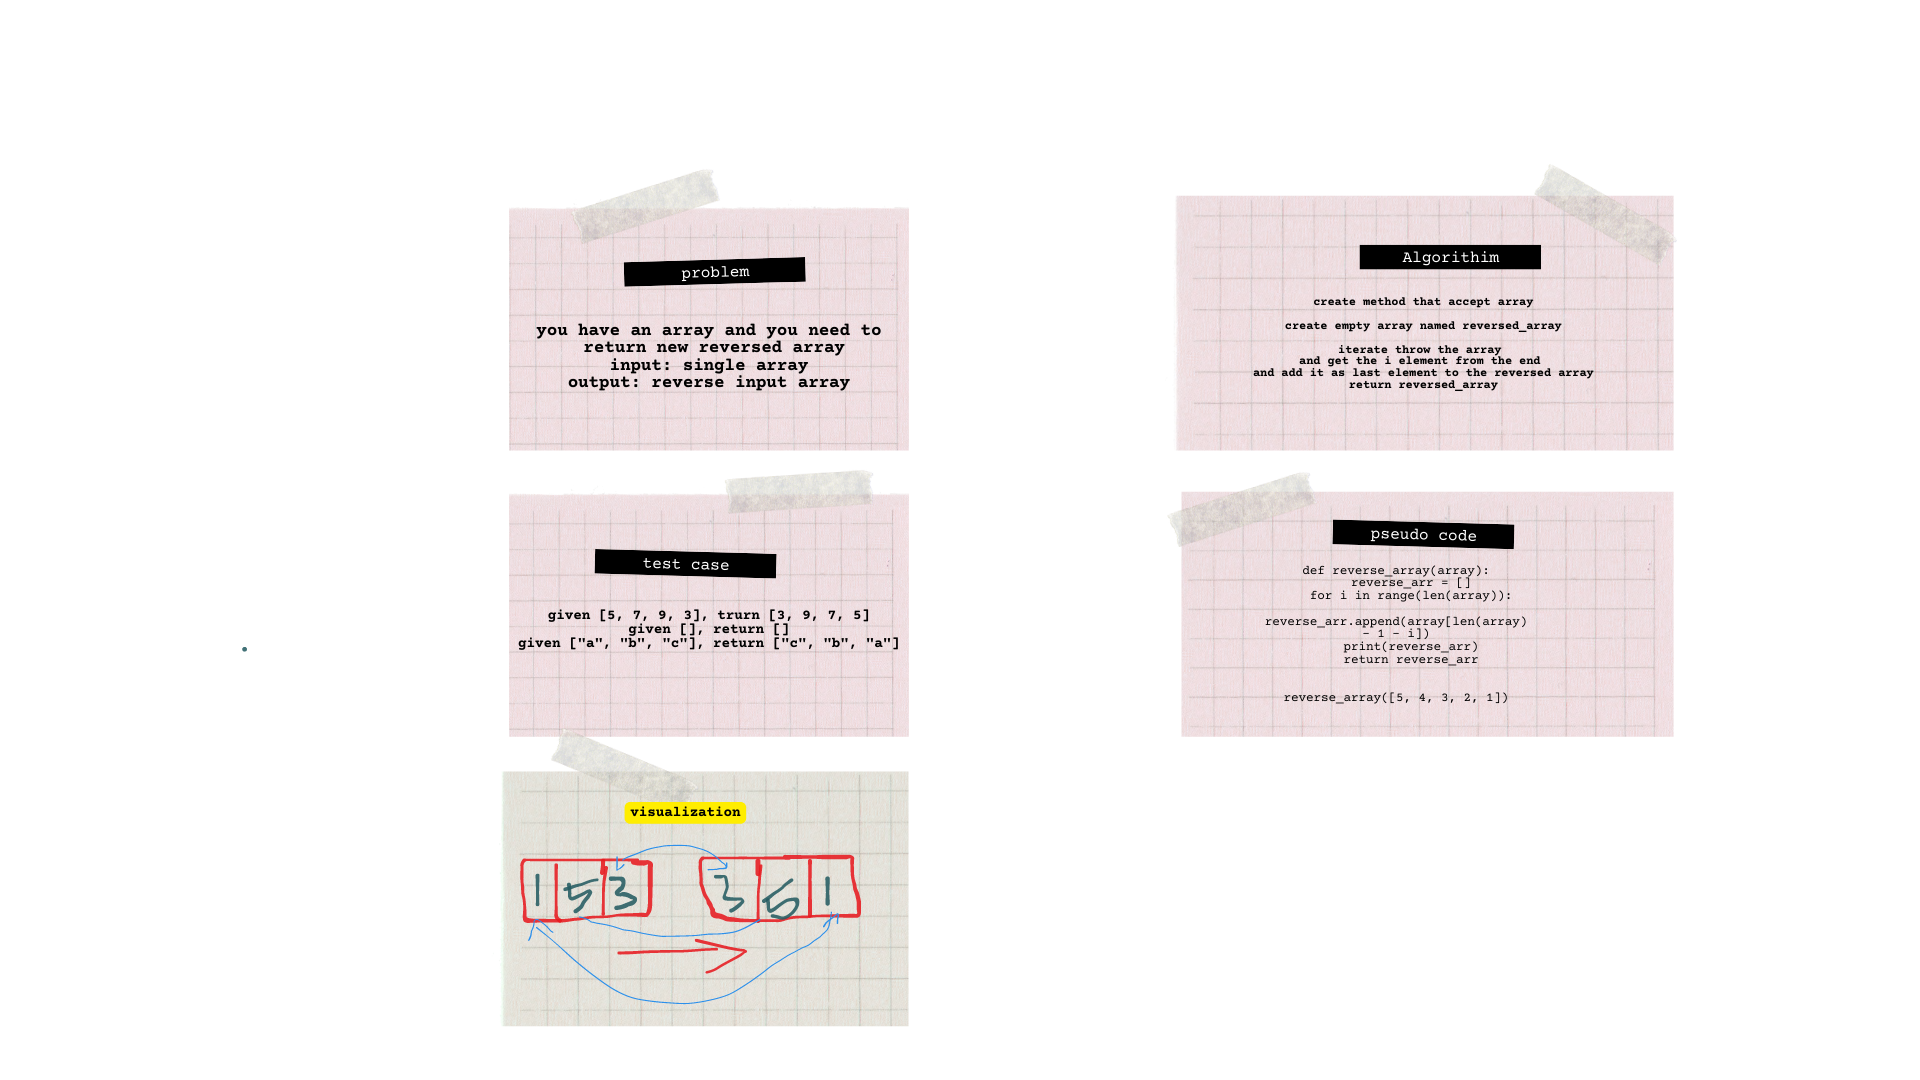 problem
you have an array and you need to
return new reversed array
input: single array
output: reverse input array
test case
given [5, 7, 9, 3], trurn [3, 9, 7, 5]
given [], return []
given ["a", "b", "c"], return ["c", "b", "a"]
visualization
1 5 3 3 5 1
Algorithim
create method that accept array
create empty array named reversed_array
iterate throw the array
and get the i element from the end
and add it as last element to the reversed array
return reversed_array
pseudo code
def reverse_array(array):
reverse_arr = []
for i in range(len(array)):
reverse_arr.append(array[len(array)
- 1 - i])
print(reverse_arr)
return reverse_arr
reverse_array([5, 4, 3, 2, 1])